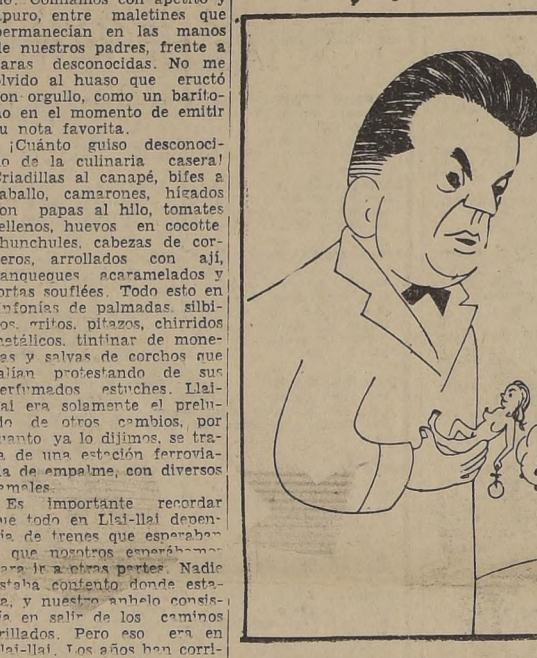 apetito y
apuro, entre maletines que
permanecían en las manos
de nuestros padres, frente a
caras desconocidas. No me
olvido al huaso que eructó
con orgullo, como un baríto-
no en el momento de emitir
su nota favorita.
¡Cuánto guiso desconoci-
do de la culinaria casera!
Criadillas al canapé, bifes a
caballo, camarones, hígados
con papas al hilo, tomates
rellenos, huevos en cocotte
chunchules, cabezas de cor-
deros, arrollados con ají,
panqueques acaramelados y
tortas souflées. Todo esto en
sinfonías de palmadas, silbi-
dos, gritos, pitazos, chirridos
metálicos, tintinar de mone-
das y salvas de corchos que
salían protestando de sus
perfumados estuches. Llai-
llai era solamente el prelu-
dio de otros cambios, por
cuanto ya lo dijimos, se tra-
ta de una estación ferrovia-
ria de empalme, con diversos
ramales.
Es importante recordar
que todo en Llai-llai depen-
día de trenes que esperaban
o que nosotros esperábamos
para ir a otras partes. Nadie
estaba contento donde esta-
ba, y nuestro anhelo consis-
tía en salir de los caminos
trillados. Pero eso era en
Llai-llai. Los años han corri-